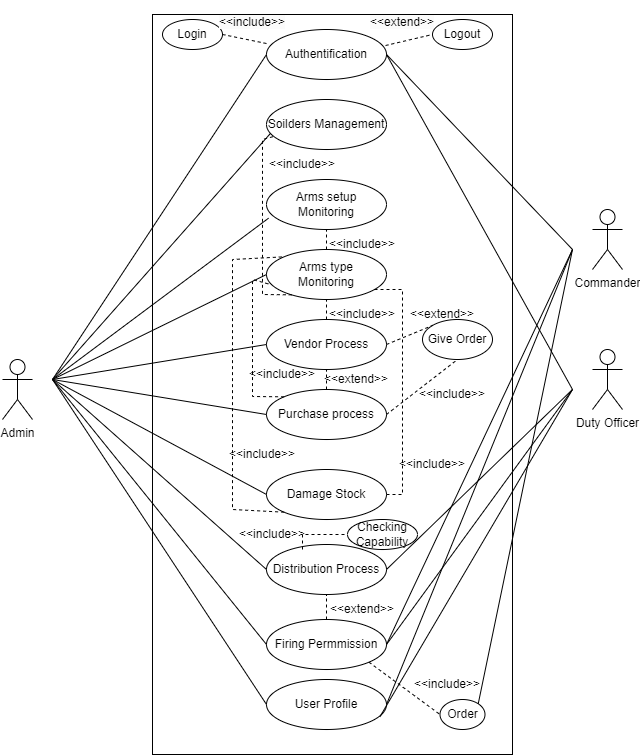 <<include>>
<<extend>>
Login
Logout
Authentification
Soilders Management
<<include>>
Arms setup
Monitoring
<<include>>
Arms type
Monitoring
Commander
<<include>>
<<extend>>
Vendor Process
Give Order
<<include>>
<<extend>>
<<include>>
Purchase process
Admin
Duty Officer
<<include>>
<<include>>
Damage Stock
<<include>>
Checking
Capability
Distribution Process
<<extend>>
Firing Permmission
<<include>>
User Profile
Order